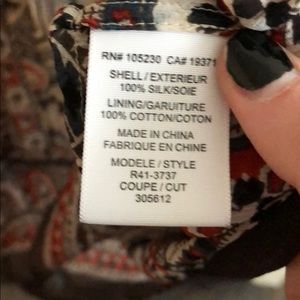 RN# 105230 CA# 19371
SHELL / EXTERIEUR
100% SILK/SOIE
LINING/GARUITURE
100% COTTON/COTON
MADE IN CHINA
FABRIQUE EN CHINE
MODELE / STYLE
R41-3737
COUPE / CUT
305612